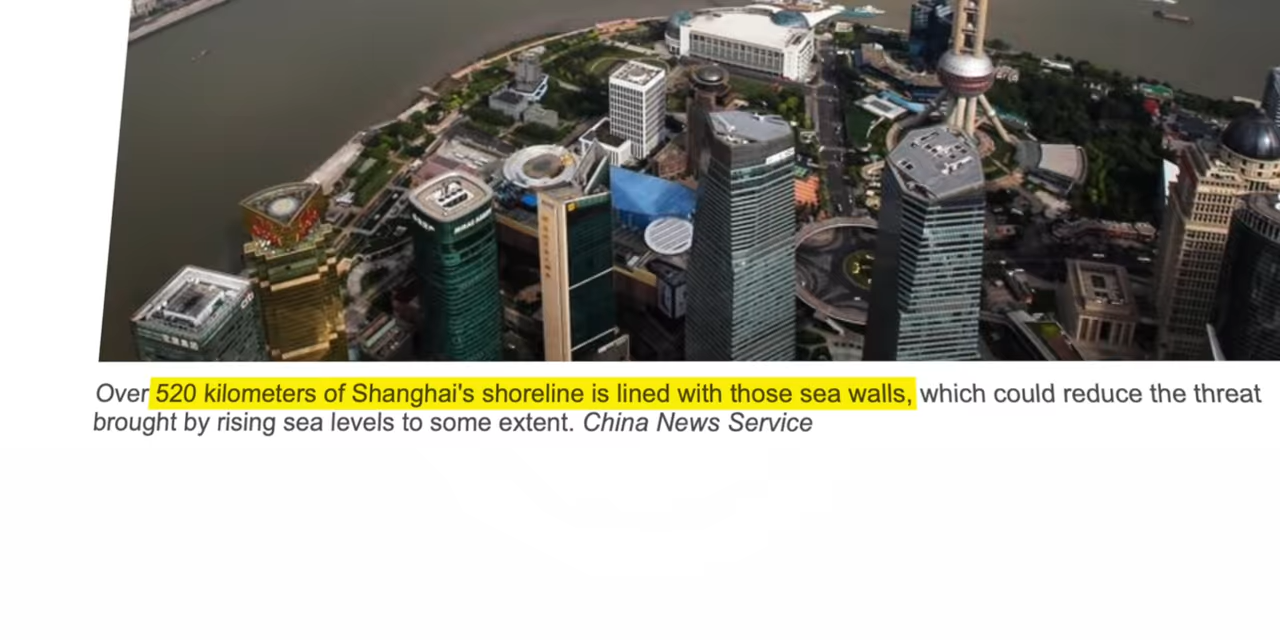 Over 520 kilometers of Shanghai's shoreline is lined with those sea walls, which could reduce the threat
brought by rising sea levels to some extent. China News Service